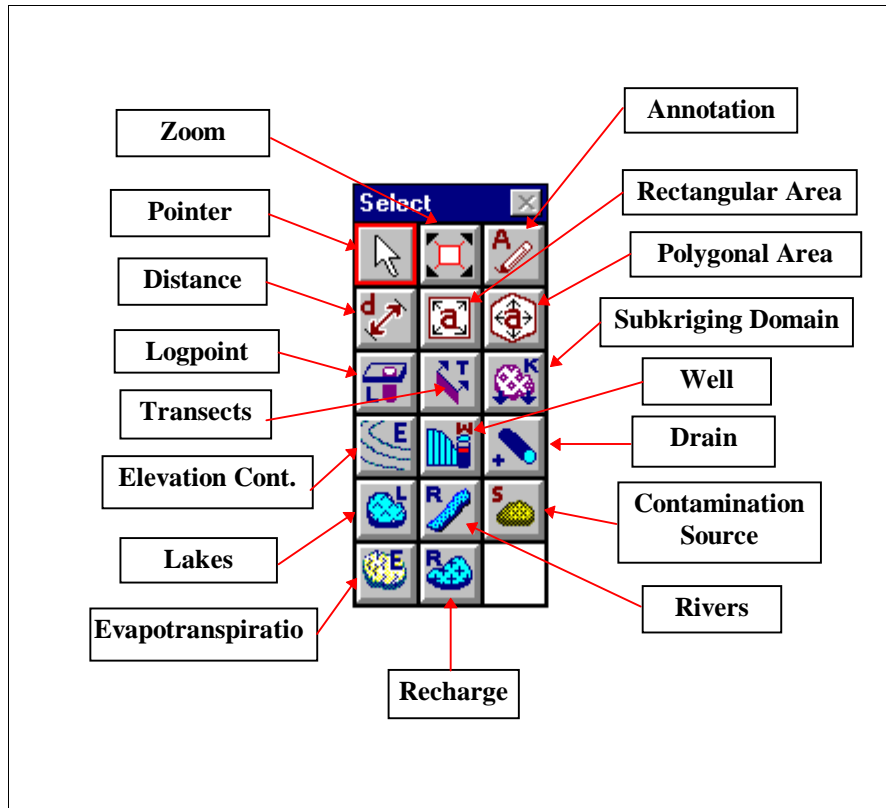 Annotation
Zoom
Rectangular Area
Select
Pointer
A
Polygonal Area
Distance
d
a
a
Subkriging Domain
Logpoint
L
T
K
Well
Transects
E
W
Drain
Elevation Cont.
L
R
S
Contamination
Source
Lakes
E
R
Rivers
Evapotranspiratio
Recharge